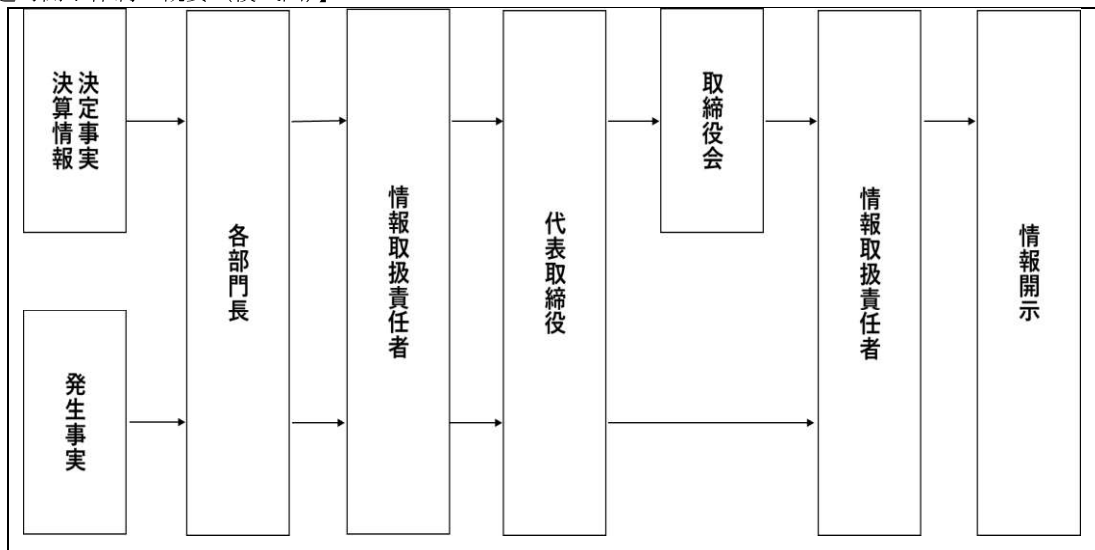 決定事実
決算情報
発生事実
各部門長
情報取扱責任者
代表取締役
取締役会
情報取扱責任者
情報開示